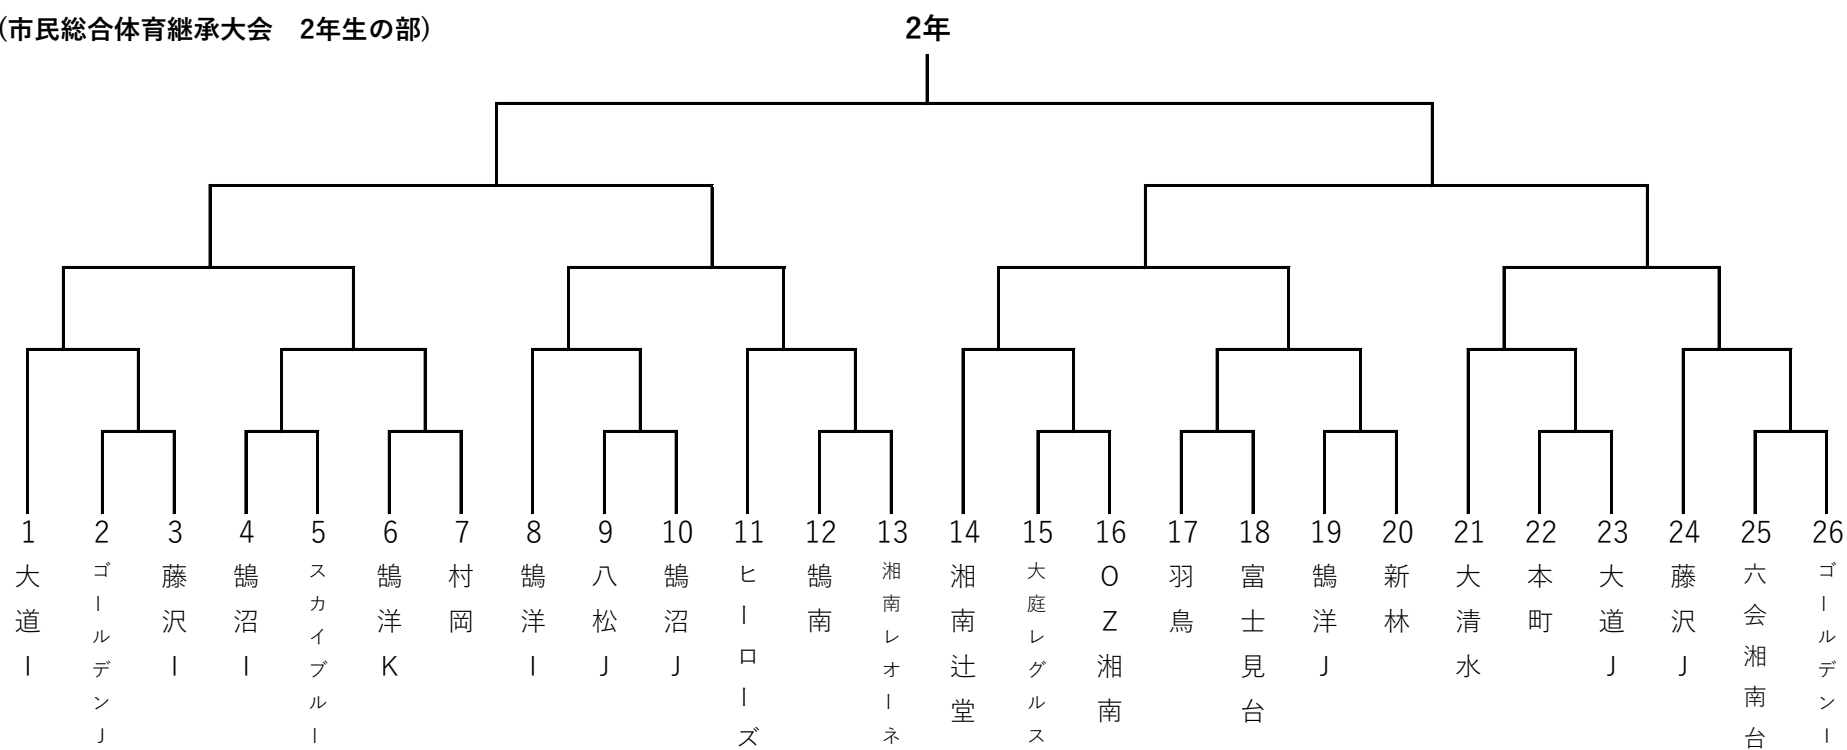 (市民総合体育継承大会　2年生の部)
2年
1 2 3 4 5 6 7 8 9 10 11 12 13 14 15 16 17 18 19 20 21 22 23 24 25 26
大道I
ゴールデンJ
藤沢I
鵠沼I
スカイブルー
鵠洋K
村岡
鵠洋I
八松J
鵠沼J
ヒーローズ
鵠南
湘南レオーネ
湘南辻堂
大庭レグルス
OZ湘南
羽鳥
富士見台
鵠洋J
新林
大清水
本町
大道J
藤沢J
六会湘南台
ゴールデンI